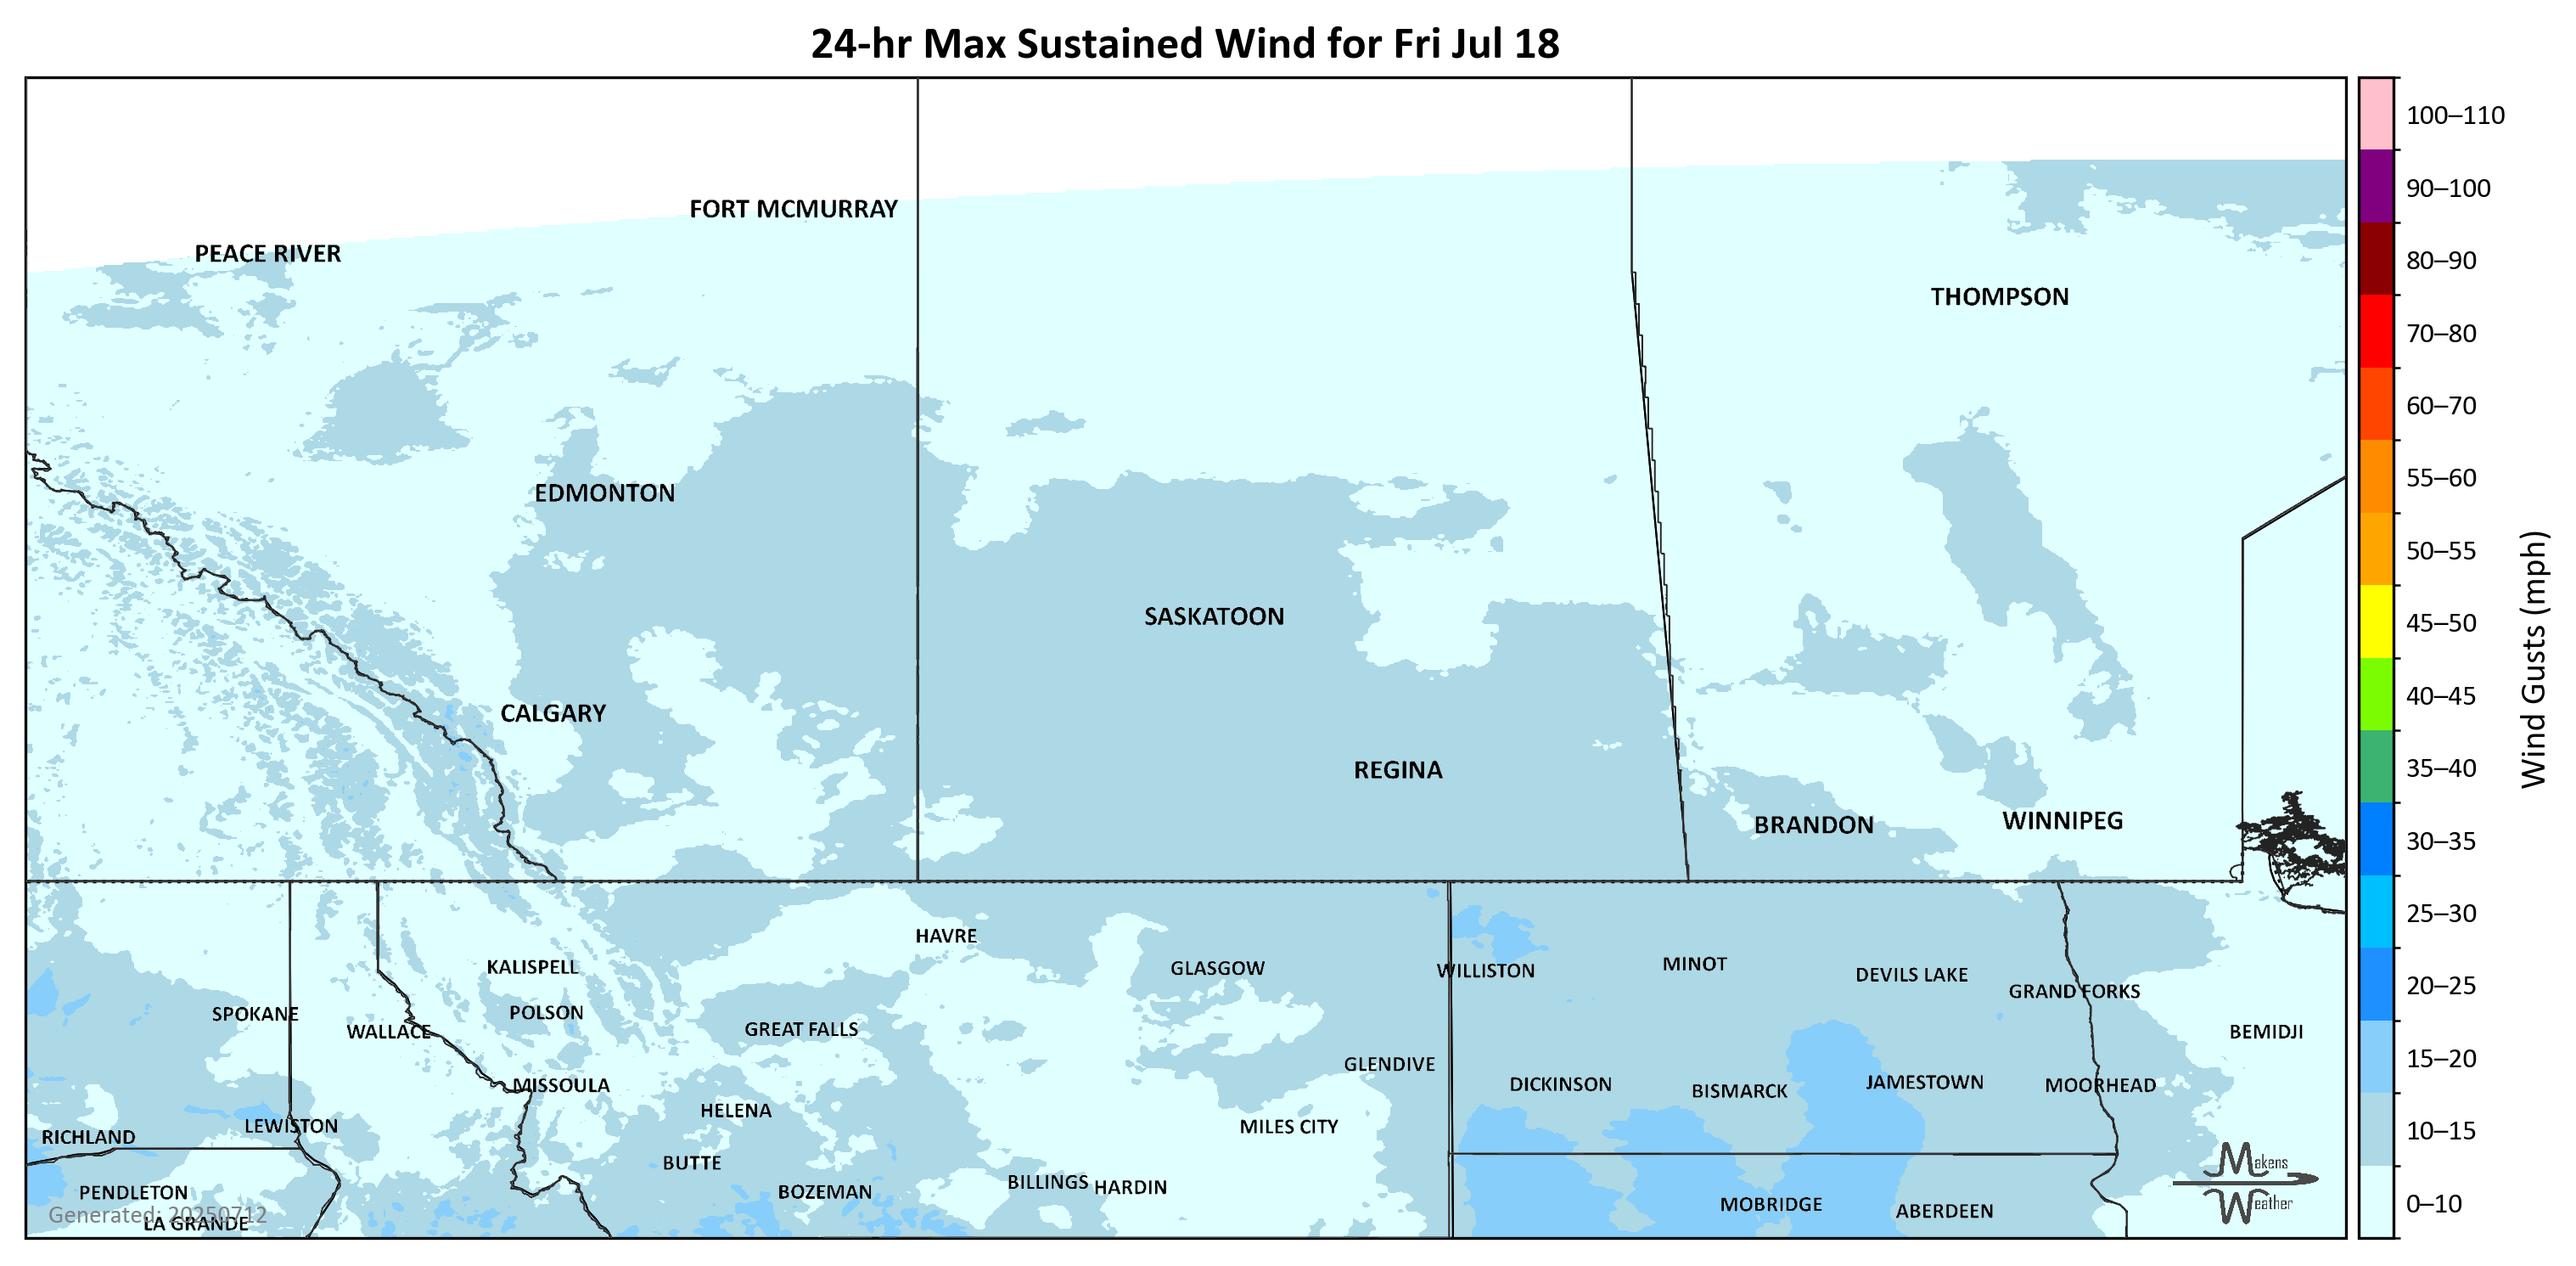 24-hr Max Sustained Wind for Fri Jul 18
100–110
90–100
80–90
70–80
60–70
55–60
50–55
45–50
40–45
35–40
30–35
25–30
20–25
15–20
10–15
0–10
Wind Gusts (mph)
FORT MCMURRAY
PEACE RIVER
THOMPSON
EDMONTON
SASKATOON
CALGARY
REGINA
BRANDON
WINNIPEG
HAVRE
KALISPELL
GLASGOW
WILLISTON
MINOT
DEVILS LAKE
GRAND FORKS
SPOKANE
POLSON
WALLACE
GREAT FALLS
BEMIDJI
GLENDIVE
MISSOULA
DICKINSON
BISMARCK
JAMESTOWN
MOORHEAD
HELENA
LEWISTON
MILES CITY
RICHLAND
BUTTE
PENDLETON
BOZEMAN
BILLINGS
HARDIN
MOBRIDGE
ABERDEEN
Generated: 20250712
LA GRANDE
Makens
Weather